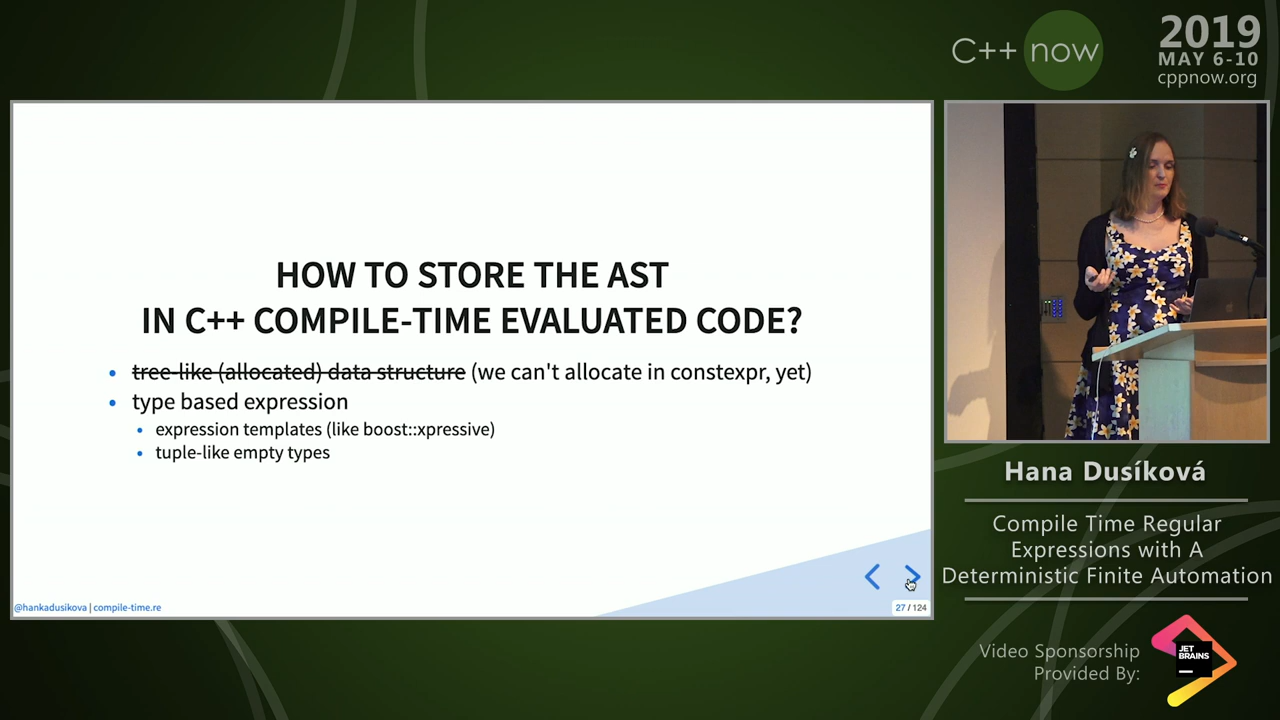 C++ now
2019
MAY 6-10
cppnow.org
HOW TO STORE THE AST
IN C++ COMPILE-TIME EVALUATED CODE?
• tree-like (allocated) data structure (we can't allocate in constexpr, yet)
• type based expression
• expression templates (like boost::xpressive)
• tuple-like empty types
@hankadusikova | compile-time.re
27 / 124
Hana Dusíková
Compile Time Regular
Expressions with A
Deterministic Finite Automation
Video Sponsorship
Provided By:
JET
BRAINS